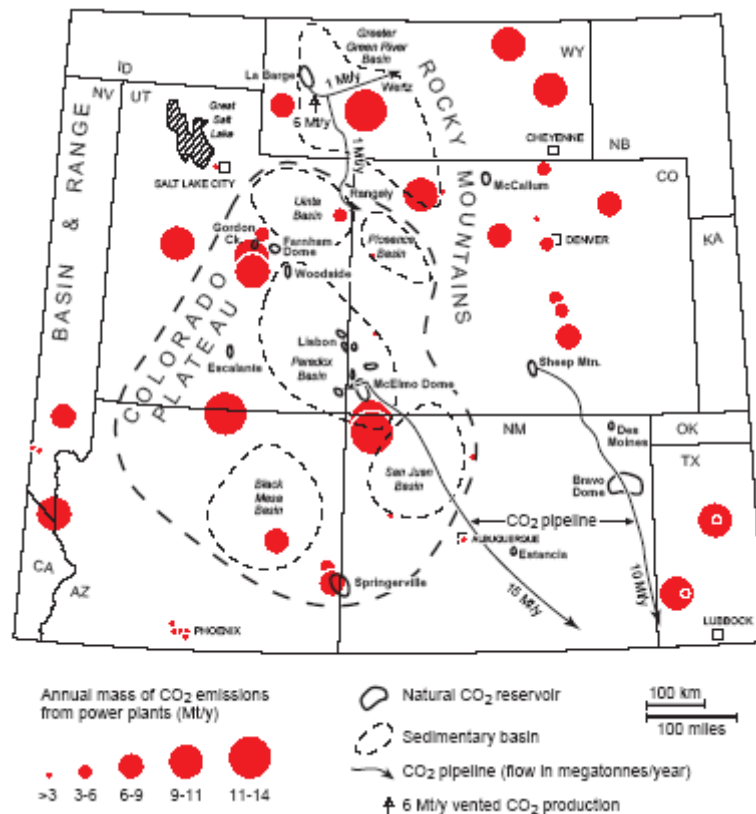 Greater
Green River
Basin
WY
ID
La Barge
1 Mt/y
Wertz
ROCKY
NV
UT
6 Mt/y
Great
Salt
Lake
CHEYENNE
1 Mt/y
NB
SALT LAKE CITY
McCallum
CO
MOUNTAINS
Rangely
Uinta
Basin
BASIN & RANGE
Gordon
Ck.
Farnham
Dome
Florence
Basin
DENVER
KA
Woodside
COLORADO
PLATEAU
Lisbon
Escalante
Paradox
Basin
McElmo Dome
Sheep Mtn.
NM
Des
Moines
OK
TX
San Juan
Basin
Black
Mesa
Basin
Bravo
Dome
CO2 pipeline
ALBUQUERQUE
Estancia
CA
AZ
Springerville
15 Mt/y
10 Mt/y
PHOENIX
LUBBOCK
Annual mass of CO2 emissions
from power plants (Mt/y)
>3 3-6 6-9 9-11 11-14
Natural CO2 reservoir
Sedimentary basin
CO2 pipeline (flow in megatonnes/year)
6 Mt/y vented CO2 production
100 km
100 miles